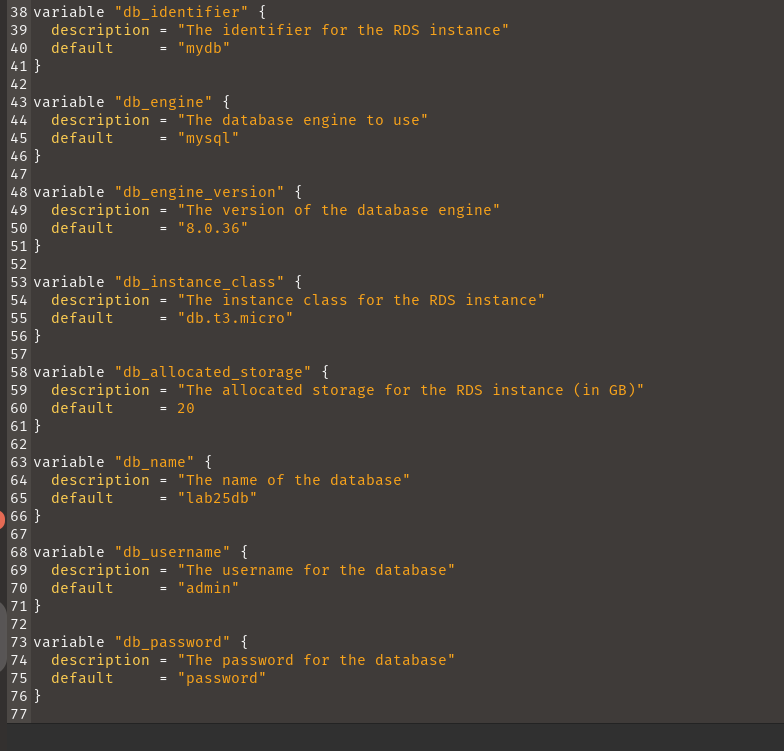 38 variable "db_identifier" {
39   description = "The identifier for the RDS instance"
40   default     = "mydb"
41 }
42
43 variable "db_engine" {
44   description = "The database engine to use"
45   default     = "mysql"
46 }
47
48 variable "db_engine_version" {
49   description = "The version of the database engine"
50   default     = "8.0.36"
51 }
52
53 variable "db_instance_class" {
54   description = "The instance class for the RDS instance"
55   default     = "db.t3.micro"
56 }
57
58 variable "db_allocated_storage" {
59   description = "The allocated storage for the RDS instance (in GB)"
60   default     = 20
61 }
62
63 variable "db_name" {
64   description = "The name of the database"
65   default     = "lab25db"
66 }
67
68 variable "db_username" {
69   description = "The username for the database"
70   default     = "admin"
71 }
72
73 variable "db_password" {
74   description = "The password for the database"
75   default     = "password"
76 }
77